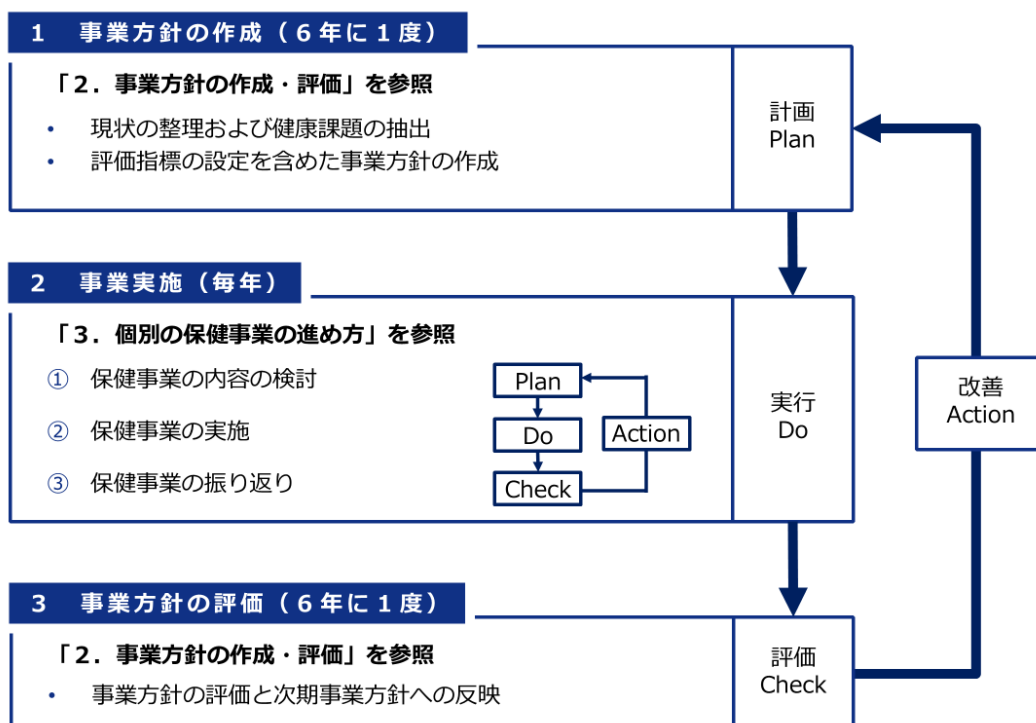 1 事業方針の作成（６年に１度）
「２．事業方針の作成・評価」を参照
• 現状の整理および健康課題の抽出
• 評価指標の設定を含めた事業方針の作成
計画
Plan
2 事業実施（毎年）
「３．個別の保健事業の進め方」を参照
① 保健事業の内容の検討
② 保健事業の実施
③ 保健事業の振り返り
Plan
Do
Action
Check
実行
Do
改善
Action
3 事業方針の評価（６年に１度）
「２．事業方針の作成・評価」を参照
• 事業方針の評価と次期事業方針への反映
評価
Check